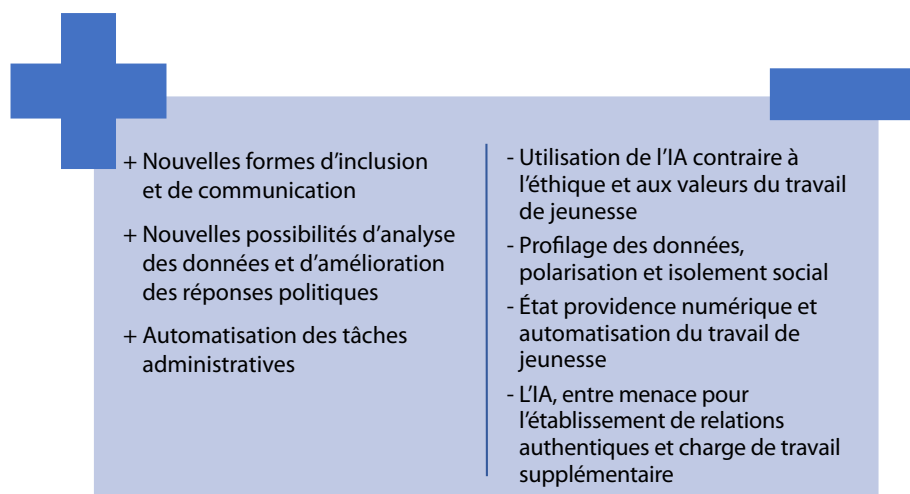 + Nouvelles formes d’inclusion
et de communication
+ Nouvelles possibilités d’analyse
des données et d’amélioration
des réponses politiques
+ Automatisation des tâches
administratives
- Utilisation de l’IA contraire à
l’éthique et aux valeurs du travail
de jeunesse
- Profilage des données,
polarisation et isolement social
- État providence numérique et
automatisation du travail de
jeunesse
- L’IA, entre menace pour
l’établissement de relations
authentiques et charge de travail
supplémentaire